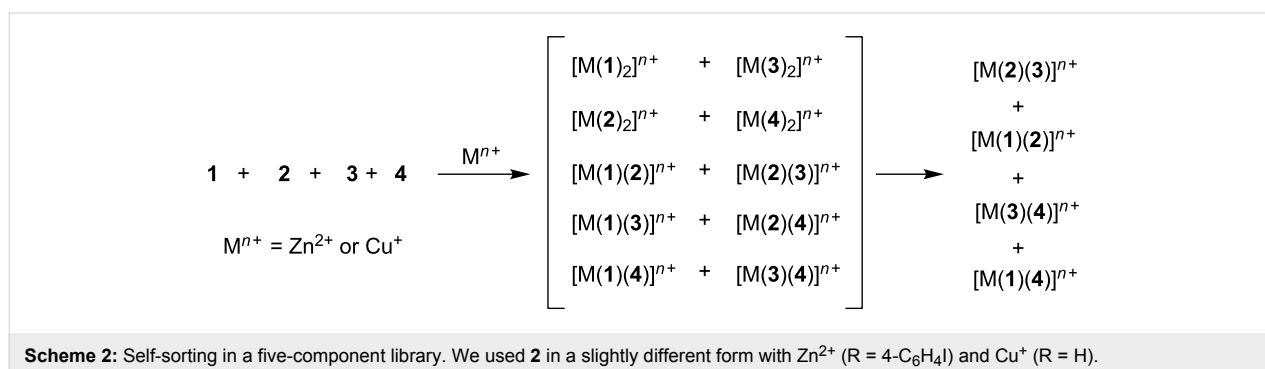 [M(1)₂]ⁿ⁺ + [M(3)₂]ⁿ⁺
[M(2)₂]ⁿ⁺ + [M(4)₂]ⁿ⁺
[M(1)(2)]ⁿ⁺ + [M(2)(3)]ⁿ⁺
[M(1)(3)]ⁿ⁺ + [M(2)(4)]ⁿ⁺
[M(1)(4)]ⁿ⁺ + [M(3)(4)]ⁿ⁺
1 + 2 + 3 + 4
Mⁿ⁺
Mⁿ⁺ = Zn²⁺ or Cu⁺
[M(2)(3)]ⁿ⁺
+
[M(1)(2)]ⁿ⁺
+
[M(3)(4)]ⁿ⁺
+
[M(1)(4)]ⁿ⁺
Scheme 2: Self-sorting in a five-component library. We used 2 in a slightly different form with Zn²⁺ (R = 4-C₆H₄I) and Cu⁺ (R = H).